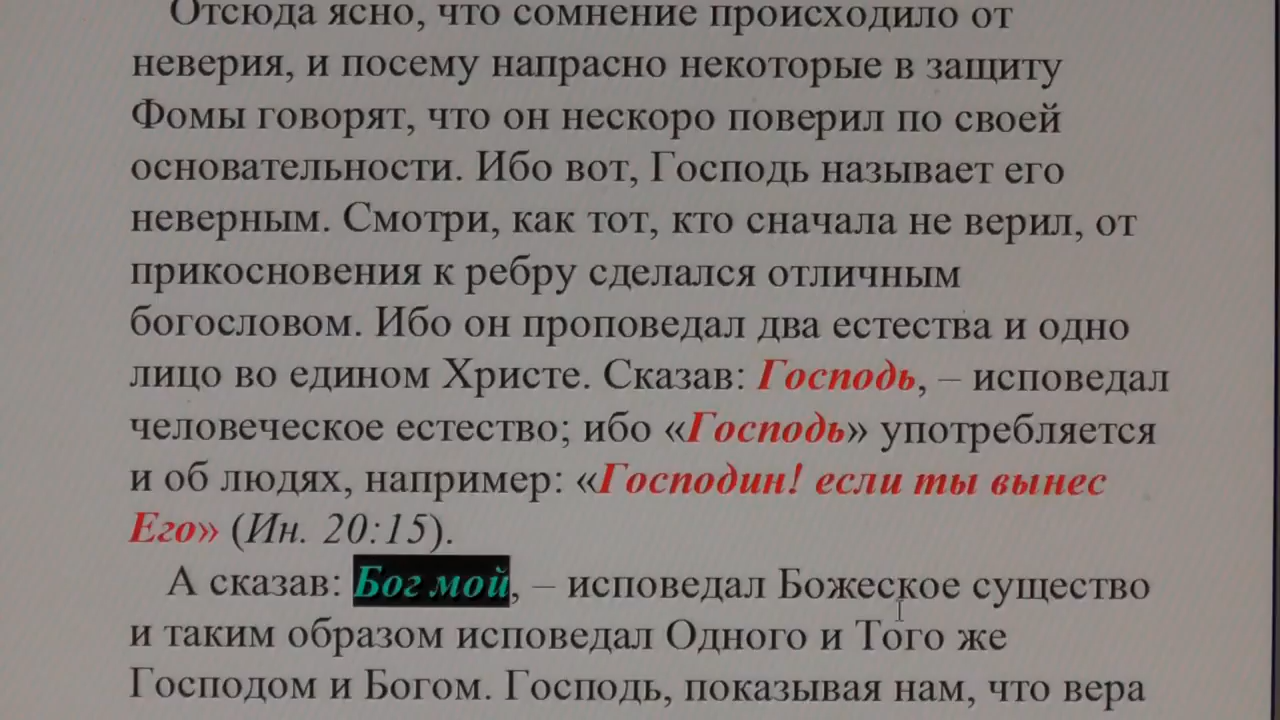 Отсюда ясно, что сомнение происходило от
неверия, и посему напрасно некоторые в защиту
Фомы говорят, что он нескоро поверил по своей
основательности. Ибо вот, Господь называет его
неверным. Смотри, как тот, кто сначала не верил, от
прикосновения к ребру сделался отличным
богословом. Ибо он проповедал два естества и одно
лицо во едином Христе. Сказав: Господь, – исповедал
человеческое естество; ибо «Господь» употребляется
и об людях, например: «Господин! если ты вынес
Его» (Ин. 20:15).
А сказав: Бог мой, – исповедал Божеское существо
и таким образом исповедал Одного и Того же
Господом и Богом. Господь, показывая нам, что вера